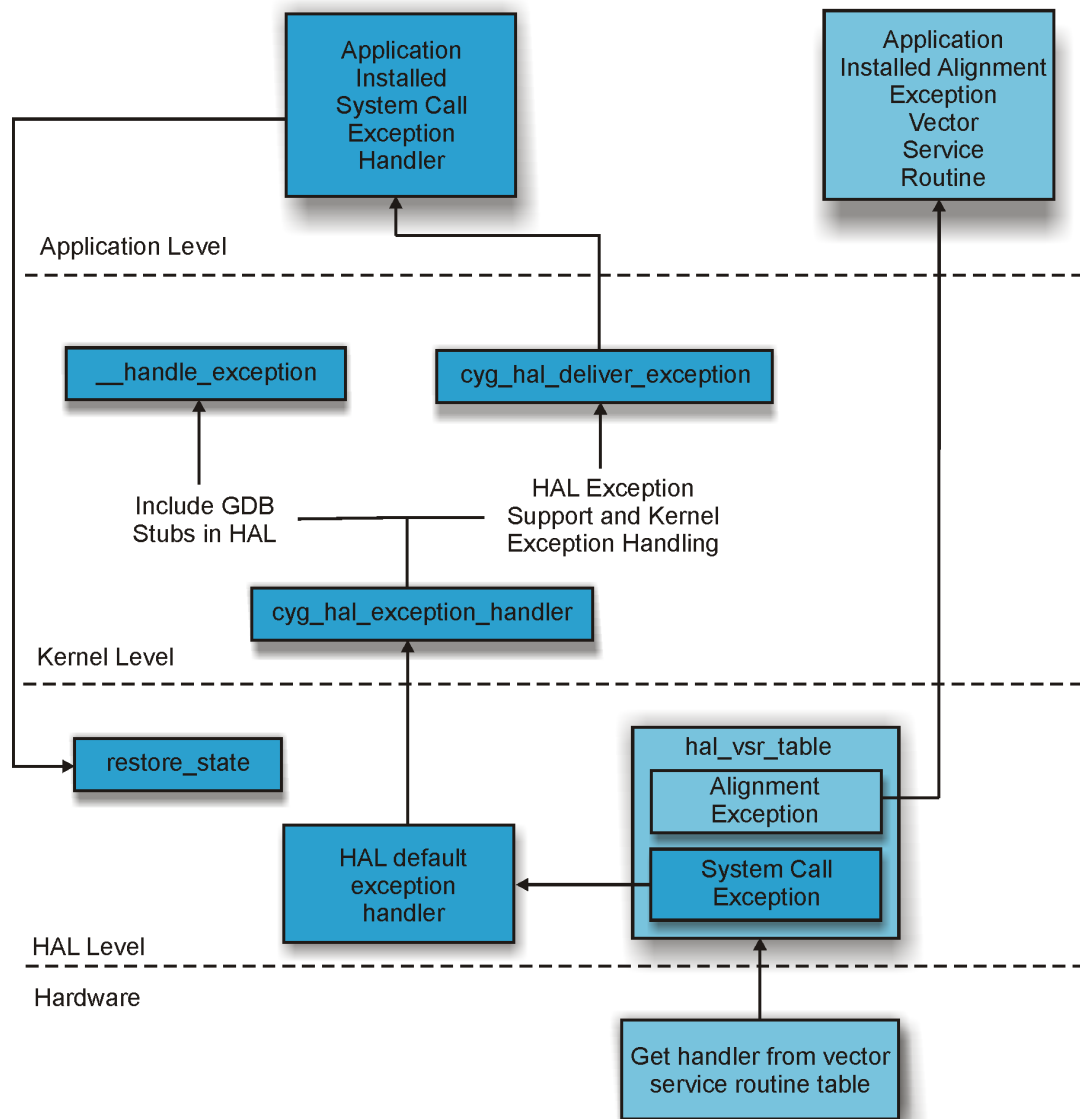 Application
Installed
System Call
Exception
Handler
Application
Installed Alignment
Exception
Vector
Service
Routine
Application Level
__handle_exception
cyg_hal_deliver_exception
Include GDB
Stubs in HAL
HAL Exception
Support and Kernel
Exception Handling
cyg_hal_exception_handler
Kernel Level
restore_state
hal_vsr_table
Alignment
Exception
HAL default
exception
handler
System Call
Exception
HAL Level
Hardware
Get handler from vector
service routine table